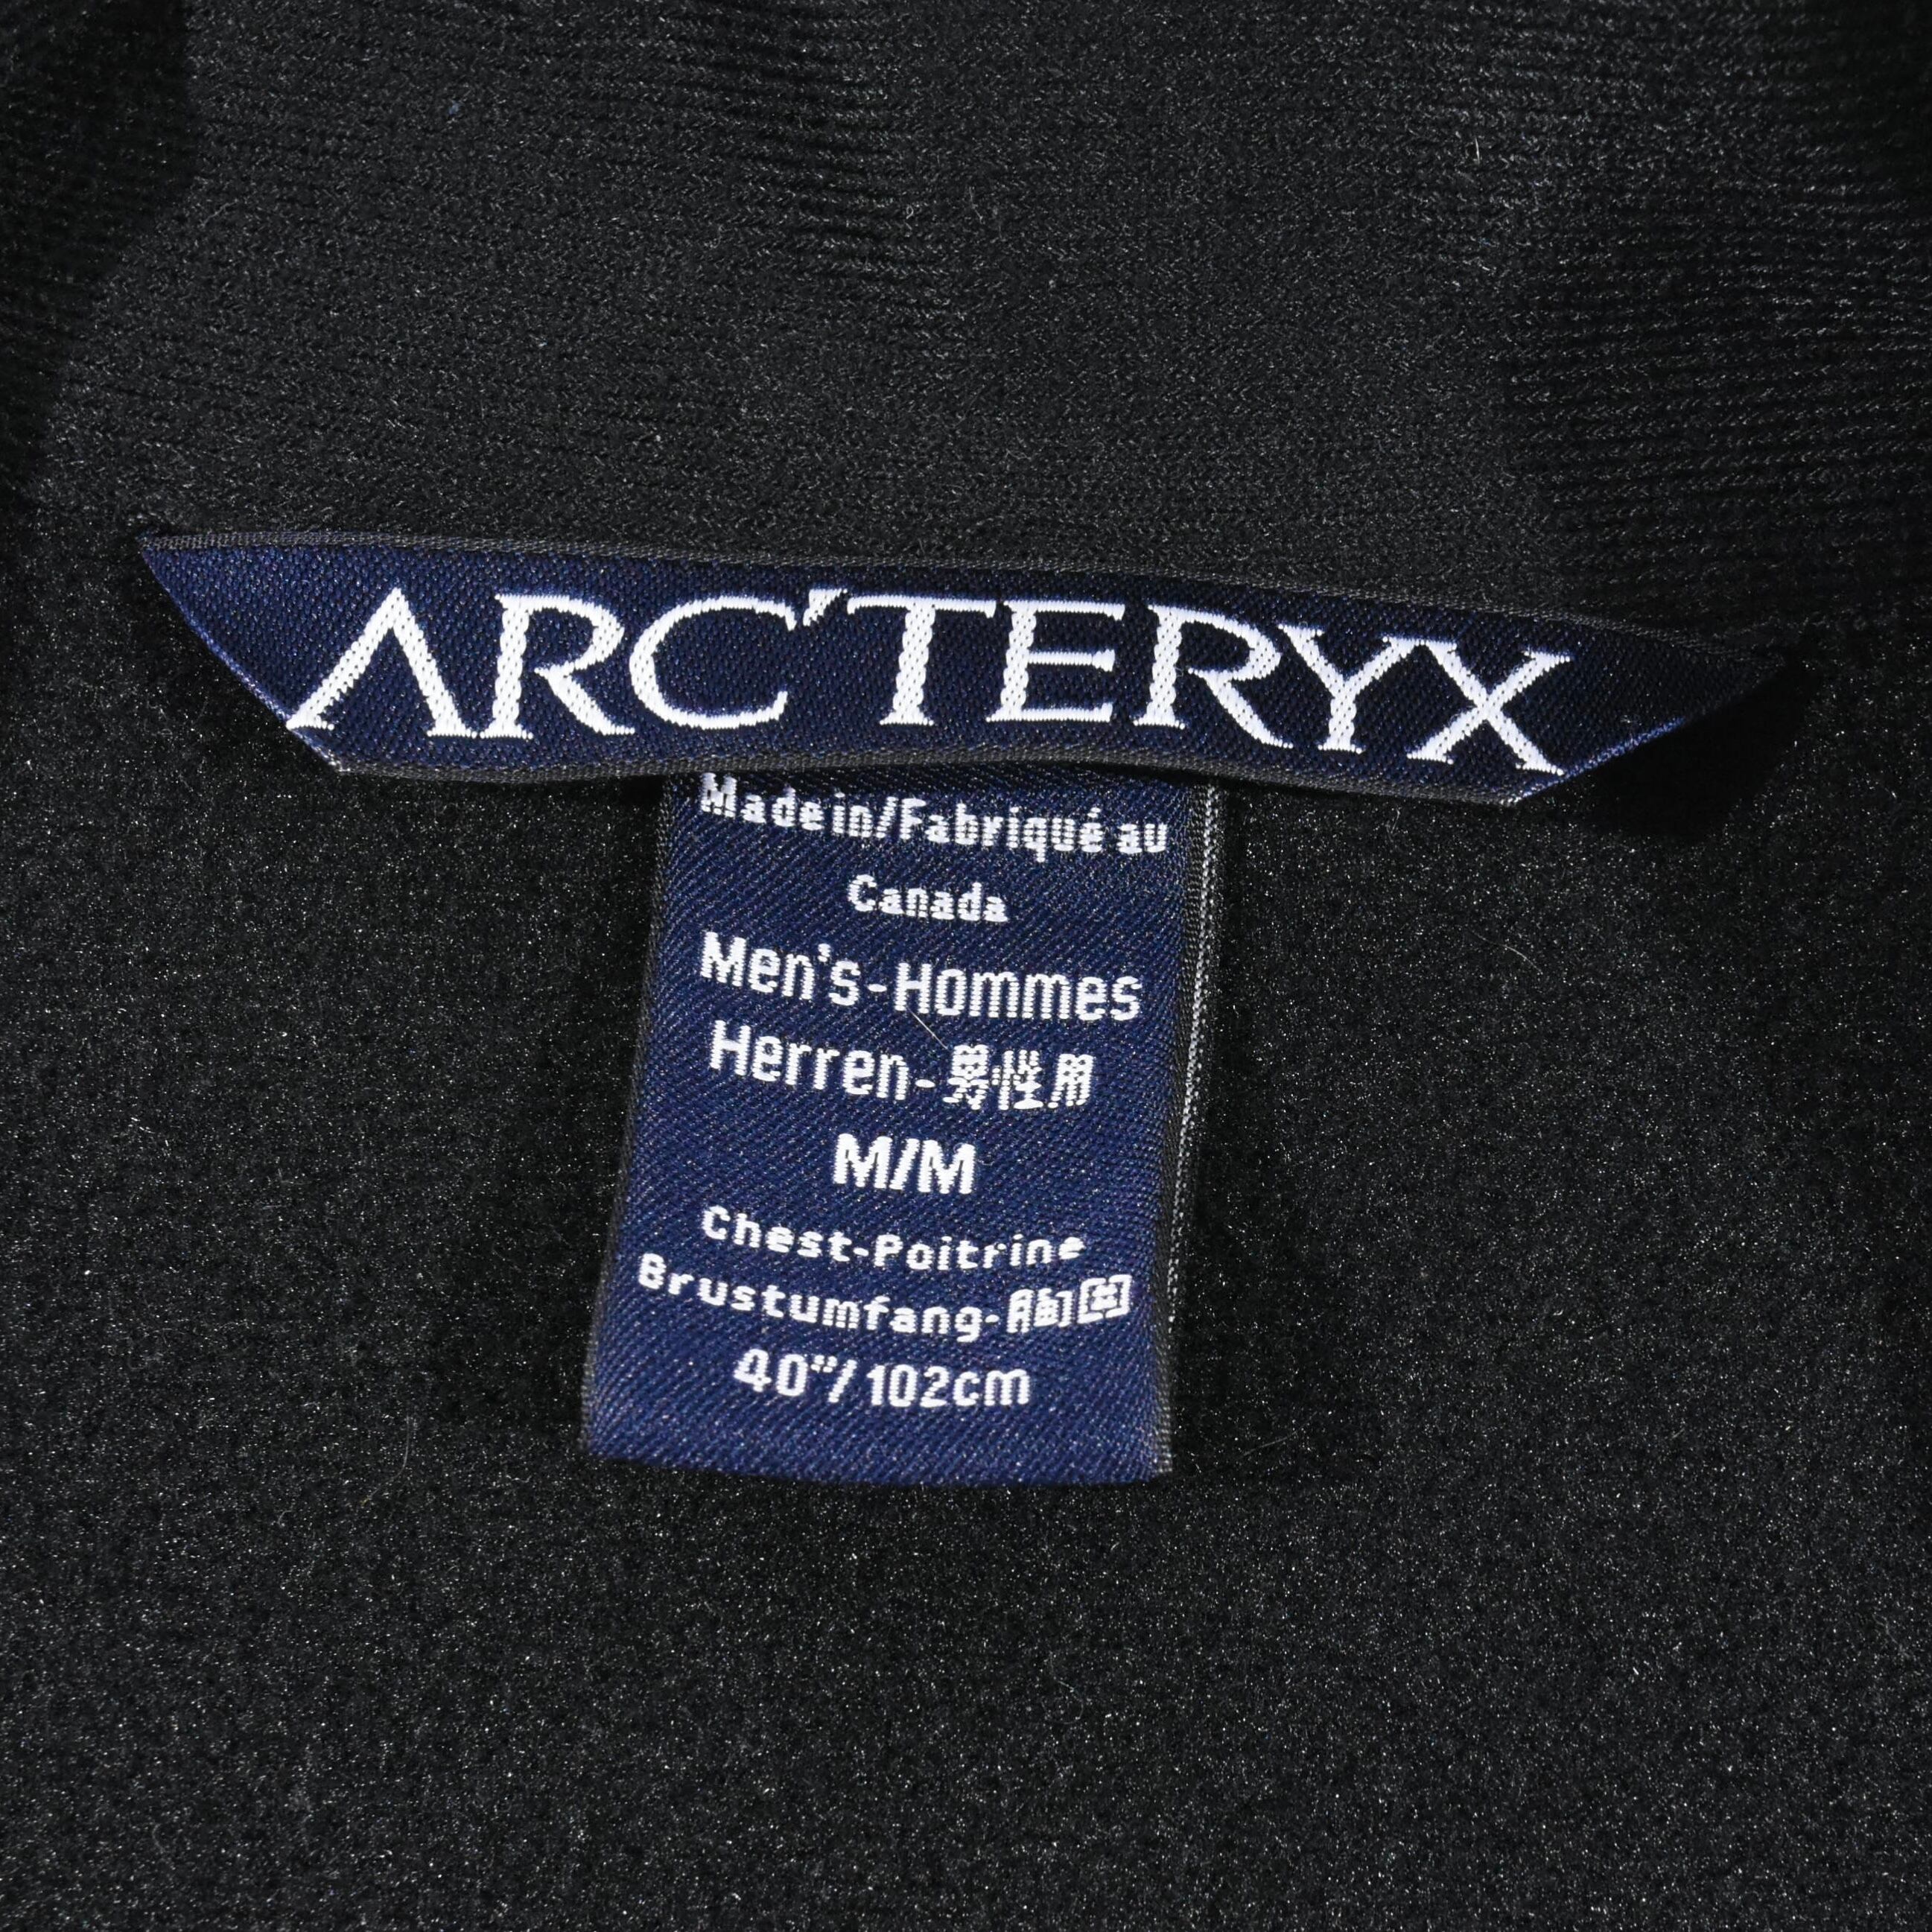 ARC'TERYX
Made in/Fabriqué au
Canada
Men's-Hommes
Herren-男性用
M/M
Chest-Poitrine
Brustumfang-胸囲
40"/102cm